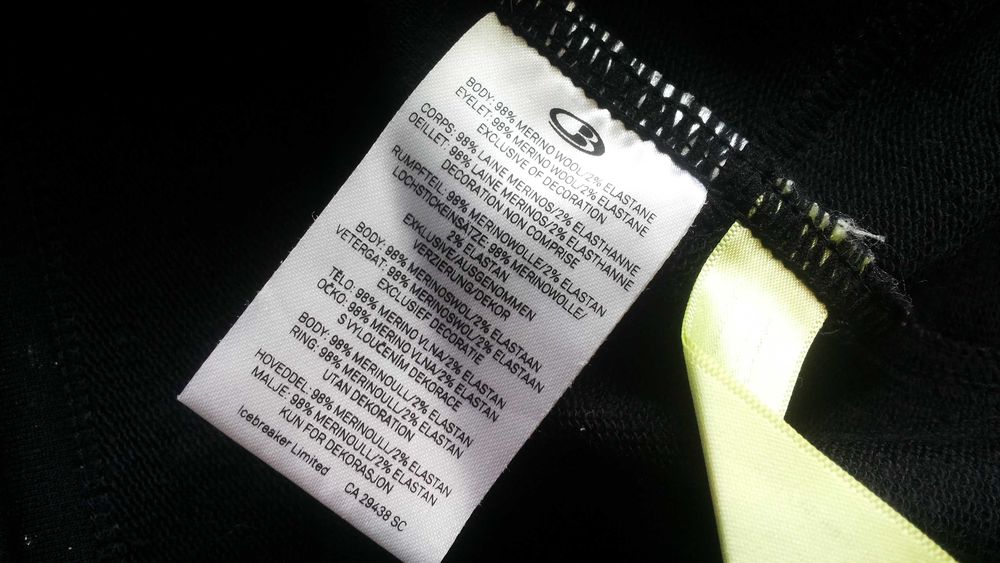 BODY: 98% MERINO WOOL/2% ELASTANE
EYELET: 98% MERINO WOOL/2% ELASTANE
EXCLUSIVE OF DECORATION
CORPS: 98% LAINE MERINOS/2% ELASTHANNE
OEILLET: 98% LAINE MERINOS/2% ELASTHANNE
DECORATION NON COMPRISE
RUMPFTEIL: 98% MERINOWOLLE/2% ELASTAN
LOCHSTICKEINSÄTZE: 98% MERINOWOLLE/
2% ELASTAN
EXKLUSIVE/AUSGENOMMEN
VERZIERUNG/DEKOR
BODY: 98% MERINOSWOL/2% ELASTAAN
VETERGAT: 98% MERINOSWOL/2% ELASTAAN
EXCLUSIEF DECORATIE
TĚLO: 98% MERINO VLNA/2% ELASTAN
OČKO: 98% MERINO VLNA/2% ELASTAN
S VYLOUČENÍM DEKORACE
BODY: 98% MERINOULL/2% ELASTAN
RING: 98% MERINOULL/2% ELASTAN
UTAN DEKORATION
HOVEDDEL: 98% MERINOULL/2% ELASTAN
MALJE: 98% MERINOULL/2% ELASTAN
KUN FOR DEKORASJON
Icebreaker Limited CA 29438 SC